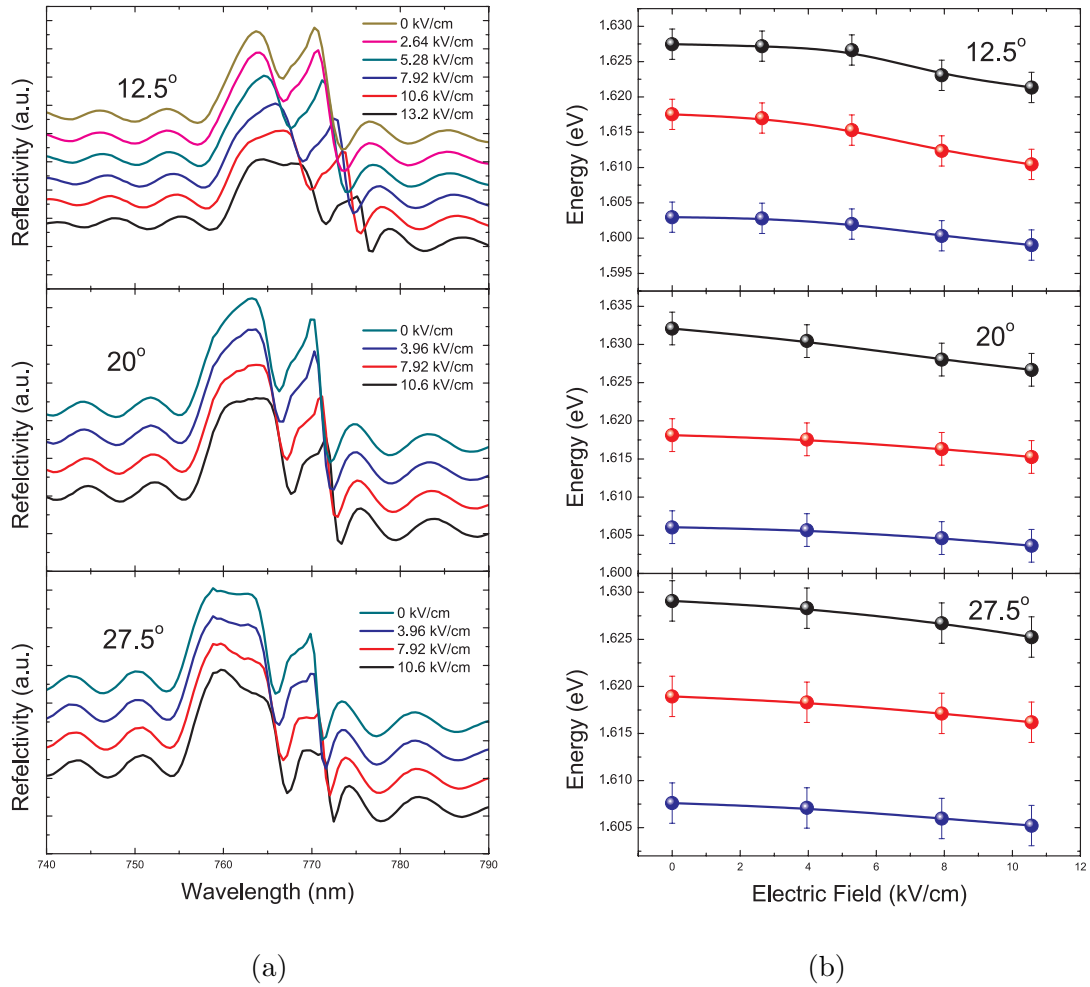 Reflectivity (a.u.)
12.5°
0 kV/cm
2.64 kV/cm
5.28 kV/cm
7.92 kV/cm
10.6 kV/cm
13.2 kV/cm
Refelctivity (a.u.)
20°
0 kV/cm
3.96 kV/cm
7.92 kV/cm
10.6 kV/cm
Refelctivity (a.u.)
27.5°
0 kV/cm
3.96 kV/cm
7.92 kV/cm
10.6 kV/cm
740 750 760 770 780 790
Wavelength (nm)
(a)
Energy (eV)
1.630
1.625
1.620
1.615
1.610
1.605
1.600
1.595
12.5°
Energy (eV)
1.635
1.630
1.625
1.620
1.615
1.610
1.605
1.600
20°
Energy (eV)
1.630
1.625
1.620
1.615
1.610
1.605
27.5°
0 2 4 6 8 10 12
Electric Field (kV/cm)
(b)